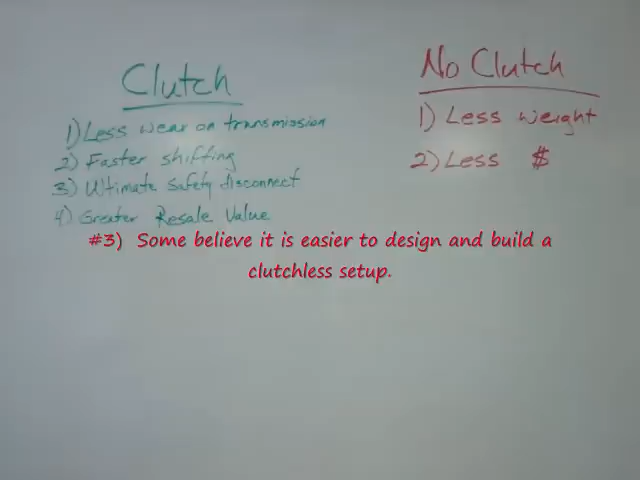 Clutch
1) Less wear on transmission
2) Faster shifting
3) Ultimate Safety disconnect
4) Greater Resale Value
No Clutch
1) Less weight
2) Less $
#3) Some believe it is easier to design and build a
clutchless setup.